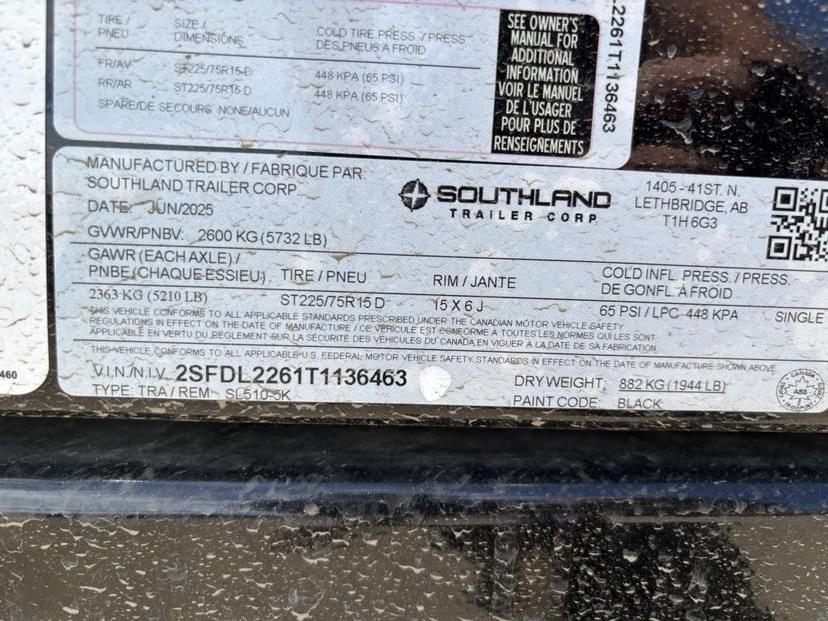 TIRE / PNEU
SIZE / DIMENSIONS
COLD TIRE PRESS. / PRESS. DES PNEUS A FROID
FR/AV ST225/75R15 D 448 KPA (65 PSI)
RR/AR ST225/75R15 D 448 KPA (65 PSI)
SPARE/DE SECOURS NONE/AUCUN
SEE OWNER'S
MANUAL FOR
ADDITIONAL
INFORMATION
VOIR LE MANUEL
DE L'USAGER
POUR PLUS DE
RENSEIGNEMENTS
L2261T1136463
MANUFACTURED BY / FABRIQUE PAR:
SOUTHLAND TRAILER CORP
DATE: JUN/2025
SOUTHLAND
TRAILER CORP
1405 - 41ST. N.
LETHBRIDGE, AB
T1H 6G3
GVWR/PNBV: 2600 KG (5732 LB)
GAWR (EACH AXLE) /
PNBE (CHAQUE ESSIEU) TIRE / PNEU RIM / JANTE
COLD INFL. PRESS. / PRESS.
DE GONFL. À FROID
2363 KG (5210 LB) ST225/75R15 D 15 X 6 J 65 PSI / LPC 448 KPA SINGLE
THIS VEHICLE CONFORMS TO ALL APPLICABLE STANDARDS PRESCRIBED UNDER THE CANADIAN MOTOR VEHICLE SAFETY
REGULATIONS IN EFFECT ON THE DATE OF MANUFACTURE / CE VEHICULE EST CONFORME À TOUTES LES NORMES QUI LES SONT
APPLICABLE EN VERTU DU REGLEMENT SUR LA SÉCURITÉ DES VÉHICULES DU CANADA EN VIGUER À LA DATE DE SA FABRICATION
THIS VEHICLE CONFORMS TO ALL APPLICABLE U.S. FEDERAL MOTOR VEHICLE SAFETY STANDARDS IN EFFECT ON THE DATE OF MANUFACTURE SHOWN ABOVE
V.I.N./N.I.V. 2SFDL2261T1136463 DRY WEIGHT: 882 KG (1944 LB)
TYPE: TRA / REM SL510-5K PAINT CODE: BLACK
460
CANADA